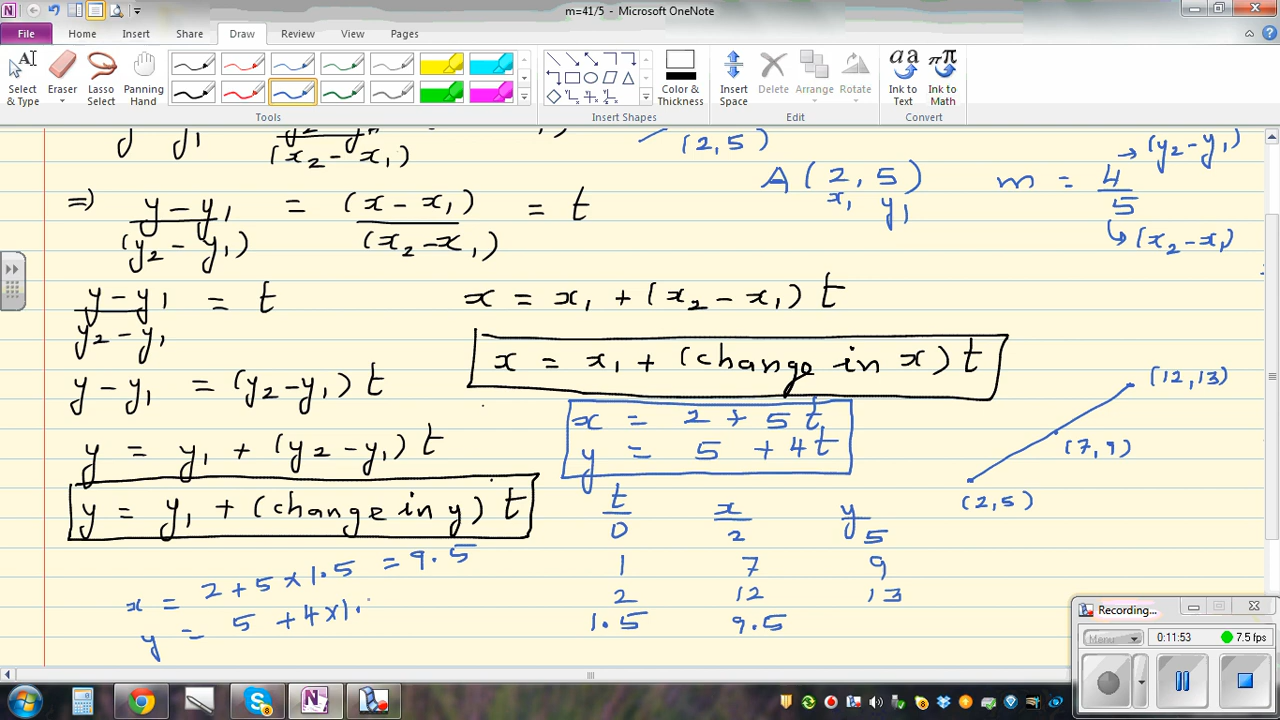 m=41/5 - Microsoft OneNote
File Home Insert Share Draw Review View Pages
Select & Type
Eraser
Lasso Select
Panning Hand
Color & Thickness
Insert Space
Delete
Arrange
Rotate
Ink to Text
Ink to Math
Tools
Insert Shapes
Edit
Convert
(x₂ - x₁)
(2,5)
A(2,5)
x₁ y₁
m = 4/5
→(y₂-y₁)
↳(x₂-x₁)
⇒ (y-y₁)/(y₂-y₁) = (x-x₁)/(x₂-x₁) = t
(y-y₁)/(y₂-y₁) = t
x = x₁ + (x₂-x₁) t
x = x₁ + (change in x) t
y-y₁ = (y₂-y₁) t
x = 2 + 5t
y = 5 + 4t
y = y₁ + (y₂-y₁) t
y = y₁ + (change in y) t
(12,13)
(7,9)
(2,5)
t x y
0 2 5
1 7 9
2 12 13
1.5 9.5
x = 2+5×1.5 = 9.5
y = 5 +4×1.
Recording...
Menu
0:11:53
7.5 fps